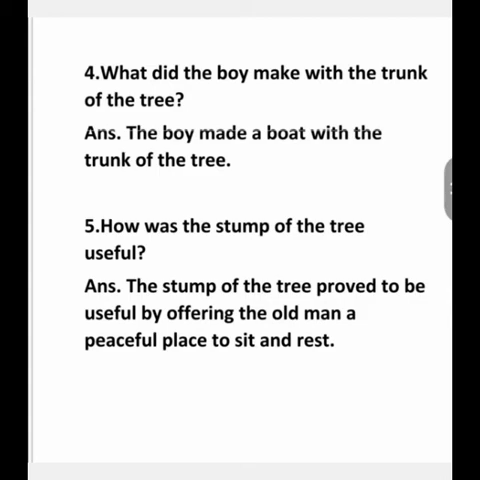 4.What did the boy make with the trunk
of the tree?
Ans. The boy made a boat with the
trunk of the tree.
5.How was the stump of the tree
useful?
Ans. The stump of the tree proved to be
useful by offering the old man a
peaceful place to sit and rest.